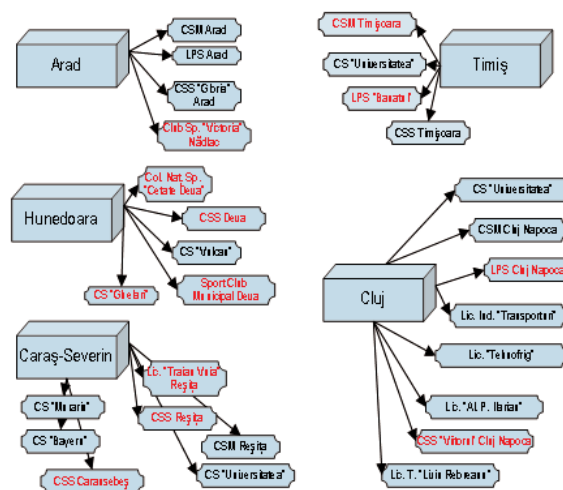 Arad
CSM Arad
LPS Arad
CSS "Gloria"
Arad
Club Sp. "Victoria"
Nădlac
Timiş
CSM Timişoara
CS "Universitatea"
LPS "Banatul"
CSS Timişoara
Hunedoara
Col. Nat. Sp.
"Cetate Deva"
CSS Deva
CS "Vulcan"
Sport Club
Municipal Deva
CS "Ghelari"
Cluj
CS "Universitatea"
CSM Cluj Napoca
LPS Cluj Napoca
Lic. Ind. "Transporturi"
Lic. "Tehnofrig"
Lic. "Al. P. Ilarian"
CSS "Viitorul" Cluj Napoca
Lic. T. "Liviu Rebreanu"
Caraş-Severin
Lic. "Traian Vuia"
Reşiţa
CSS Reşiţa
CSM Reşiţa
CS "Universitatea"
CS "Muncitorul"
CS "Bayern"
CSS Caransebeş